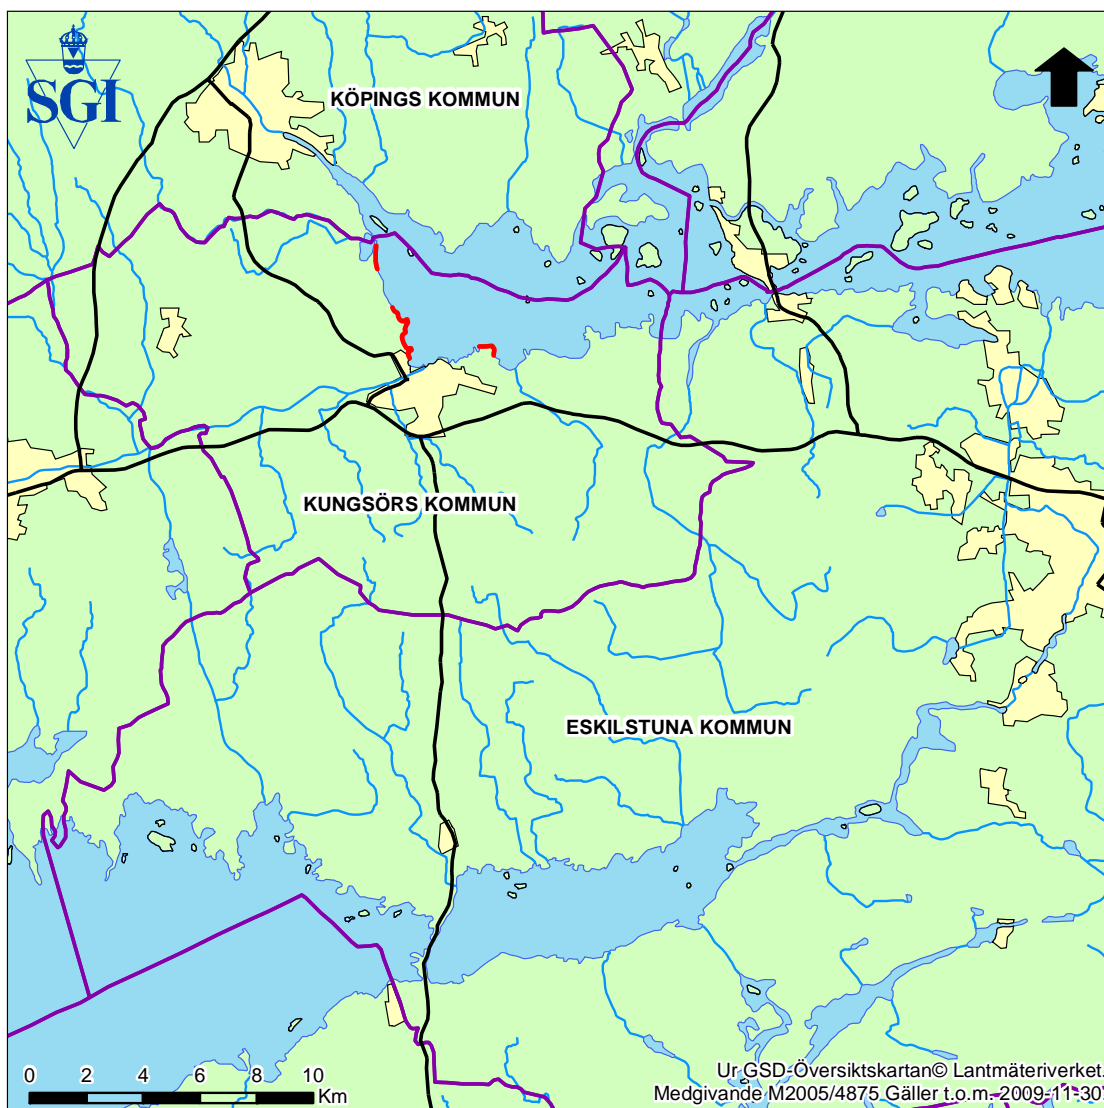 SGI
KÖPINGS KOMMUN
KUNGSÖRS KOMMUN
ESKILSTUNA KOMMUN
0 2 4 6 8 10
Km
Ur GSD-Översiktskartan© Lantmäteriverket.
Medgivande M2005/4875 Gäller t.o.m. 2009-11-30